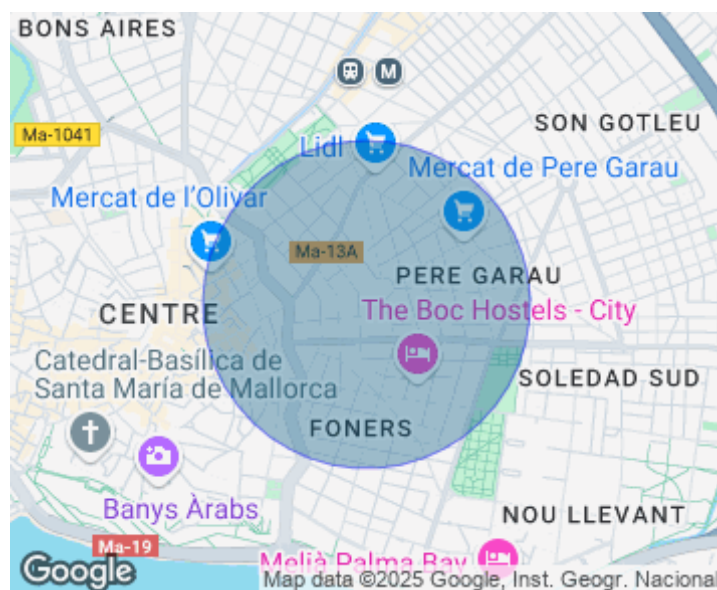 BONS AIRES
M
SON GOTLEU
Ma-1041
Lidl
Mercat de Pere Garau
Mercat de l'Olivar
Ma-13A
PERE GARAU
CENTRE
The Boc Hostels - City
Catedral-Basílica de
Santa María de Mallorca
SOLEDAD SUD
FONERS
Banys Àrabs
NOU LLEVANT
Ma-19
Melià Palma Bay
Google
Map data ©2025 Google, Inst. Geogr. Nacional